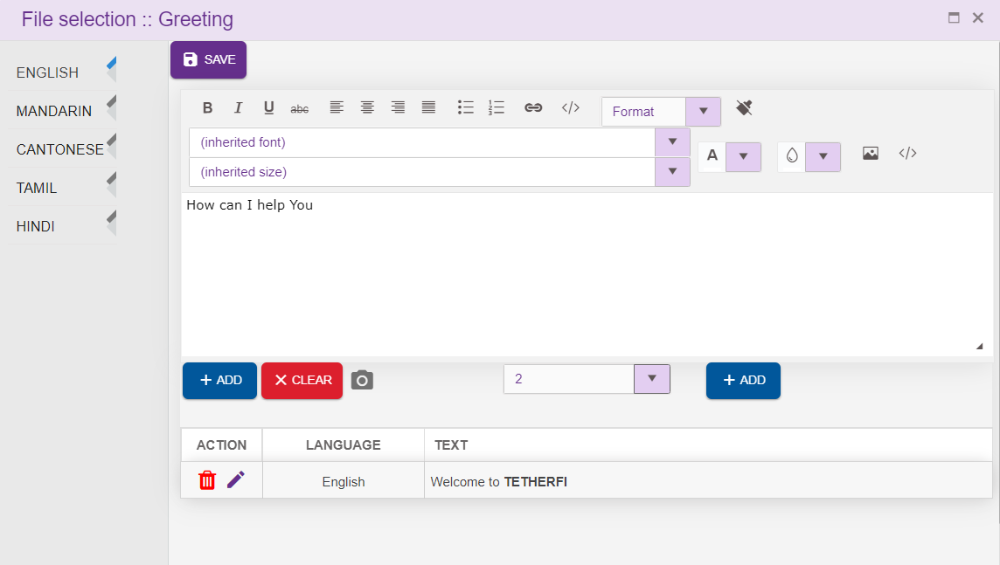 File selection :: Greeting
SAVE
ENGLISH
MANDARIN
CANTONESE
TAMIL
HINDI
B I U abc Format
(inherited font)
(inherited size)
A
How can I help You
+ ADD
CLEAR
2
+ ADD
ACTION LANGUAGE TEXT
English Welcome to TETHERFI